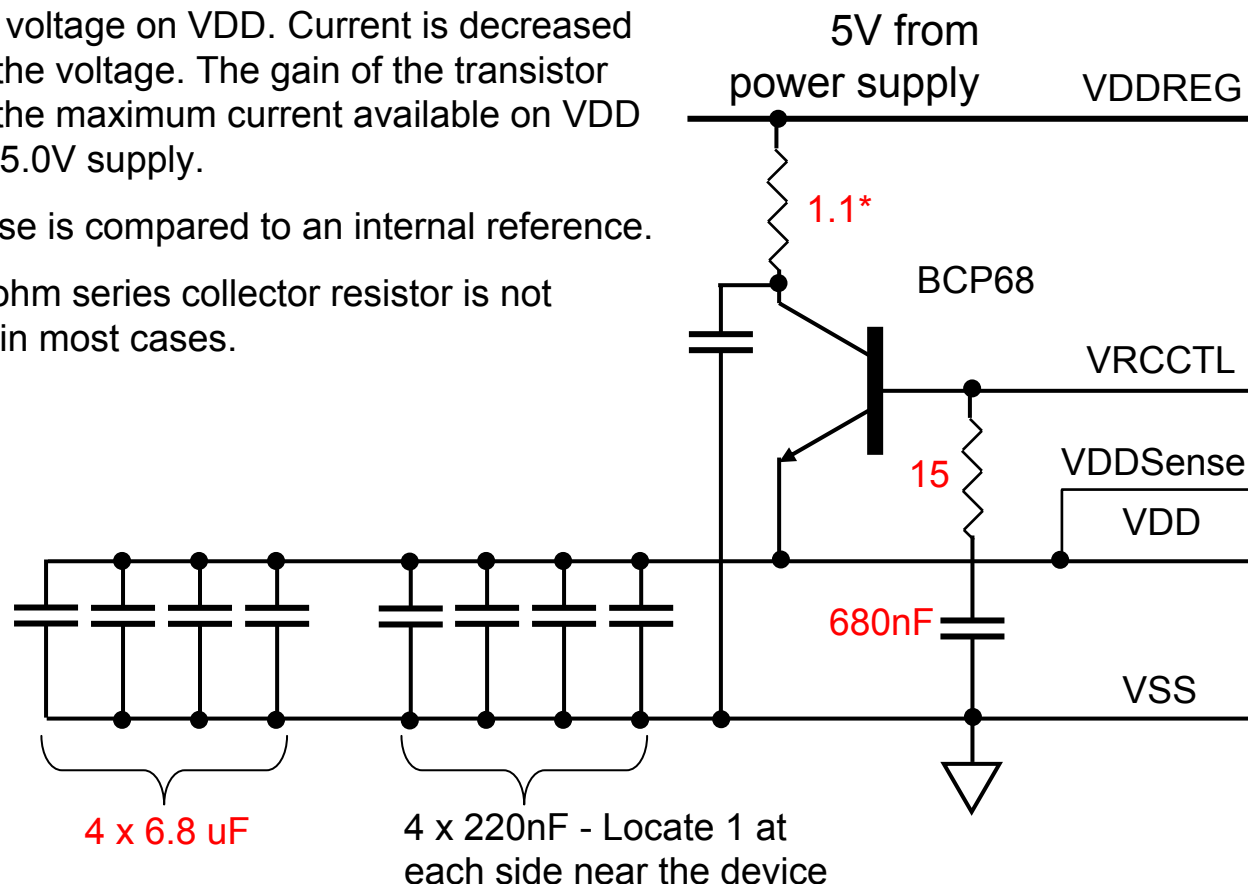 voltage on VDD. Current is decreased
the voltage. The gain of the transistor
the maximum current available on VDD
5.0V supply.
se is compared to an internal reference.
ohm series collector resistor is not
in most cases.
5V from
power supply
VDDREG
1.1*
BCP68
VRCCTL
15
VDDSense
VDD
680nF
VSS
4 x 6.8 uF
4 x 220nF - Locate 1 at
each side near the device